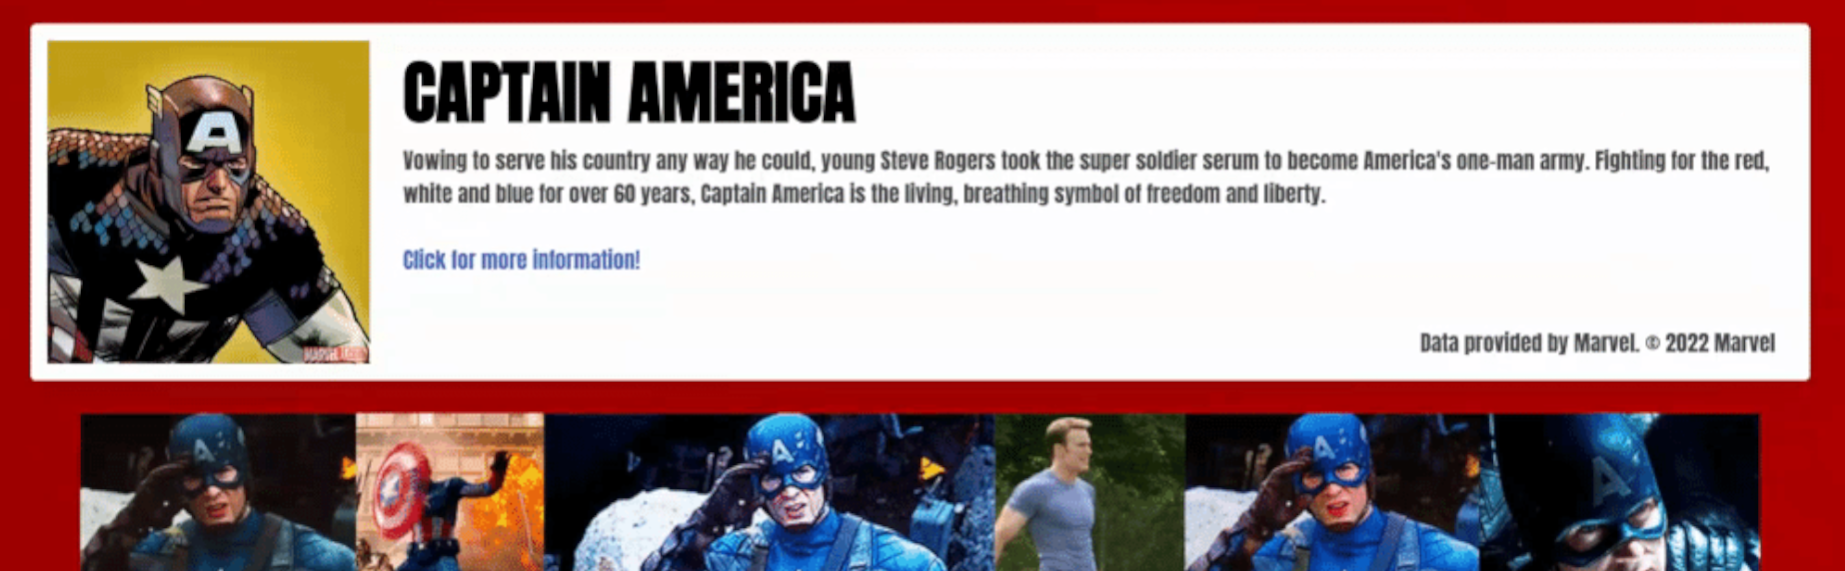 CAPTAIN AMERICA
Vowing to serve his country any way he could, young Steve Rogers took the super soldier serum to become America's one-man army. Fighting for the red,
white and blue for over 60 years, Captain America is the living, breathing symbol of freedom and liberty.
Click for more information!
Data provided by Marvel. © 2022 Marvel
A
A
A
A
A